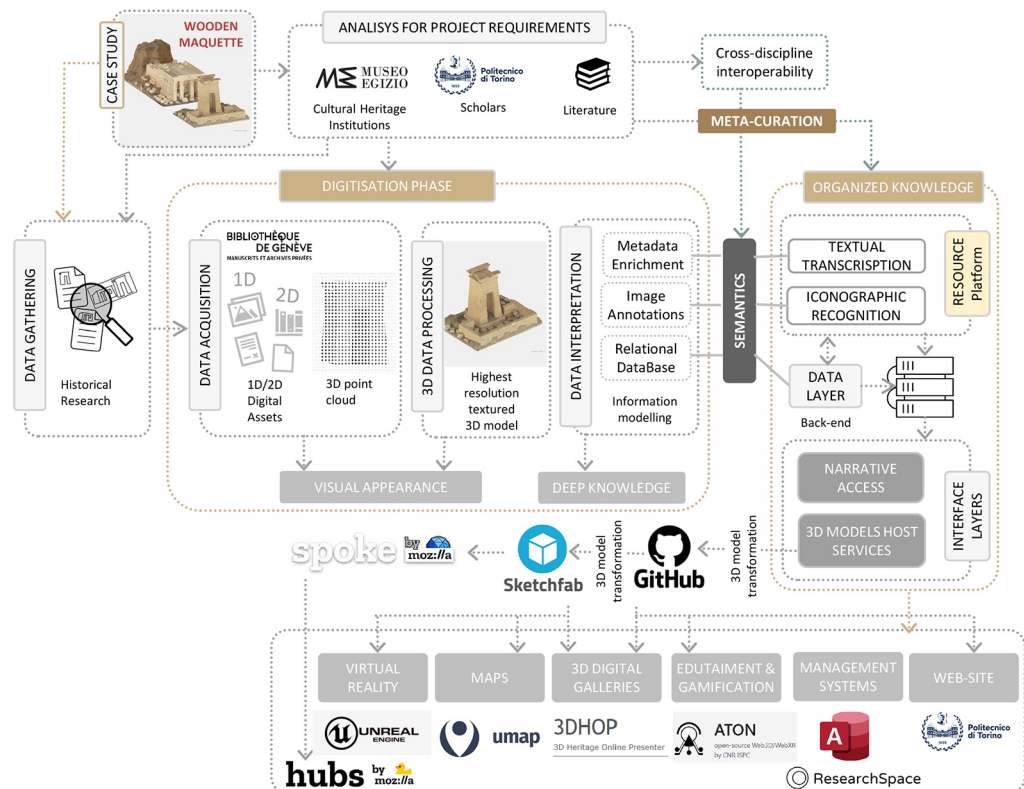 CASE STUDY
WOODEN
MAQUETTE
ANALISYS FOR PROJECT REQUIREMENTS
MUSEO
EGIZIO
Cultural Heritage
Institutions
Politecnico
di Torino
Scholars
Literature
Cross-discipline
interoperability
META-CURATION
DIGITISATION PHASE
ORGANIZED KNOWLEDGE
DATA GATHERING
Historical
Research
DATA ACQUISITION
BIBLIOTHÈQUE
DE GENÈVE
MANUSCRITS ET ARCHIVES PRIVÉES
1D
2D
1D/2D
Digital
Assets
3D point
cloud
3D DATA PROCESSING
Highest
resolution
textured
3D model
DATA INTERPRETATION
Metadata
Enrichment
Image
Annotations
Relational
DataBase
Information
modelling
SEMANTICS
TEXTUAL
TRANSCRISPTION
ICONOGRAPHIC
RECOGNITION
RESOURCE
Platform
DATA
LAYER
Back-end
VISUAL APPEARANCE
DEEP KNOWLEDGE
NARRATIVE
ACCESS
3D MODELS HOST
SERVICES
INTERFACE
LAYERS
spoke
by
moz://a
Sketchfab
3D model
transformation
GitHub
3D model
transformation
VIRTUAL
REALITY
MAPS
3D DIGITAL
GALLERIES
EDUTAIMENT &
GAMIFICATION
MANAGEMENT
SYSTEMS
WEB-SITE
UNREAL
ENGINE
umap
3DHOP
3D Heritage Online Presenter
ATON
open-source Web3D/WebXR
by CNR ISPC
A
Politecnico
di Torino
hubs
by
moz://a
ResearchSpace